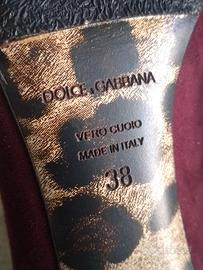 DOLCE & GABBANA
VERO CUOIO
MADE IN ITALY
38